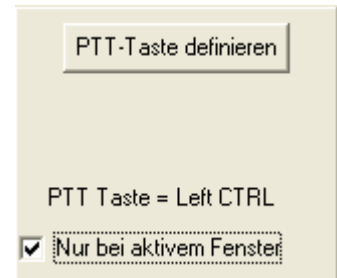 PTT-Taste definieren
PTT Taste = Left CTRL
Nur bei aktivem Fenster